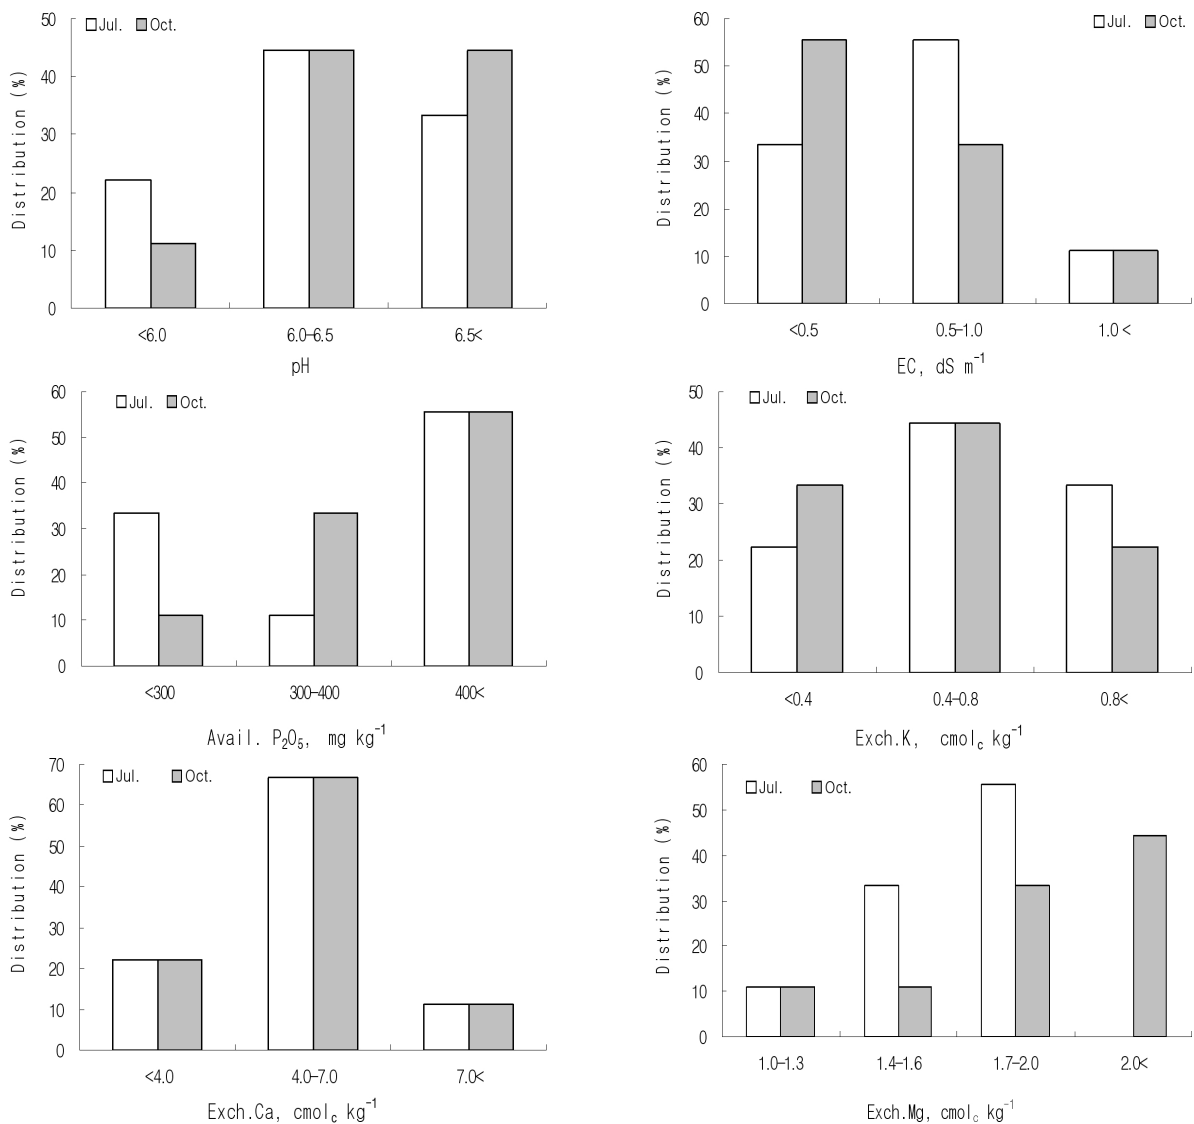 Distribution (%)
50
40
30
20
10
0
Jul. Oct.
<6.0 6.0-6.5 6.5<
pH
Distribution (%)
60
50
40
30
20
10
0
Jul. Oct.
<0.5 0.5-1.0 1.0 <
EC, dS m⁻¹
Distribution (%)
60
50
40
30
20
10
0
Jul. Oct.
<300 300-400 400<
Avail. P₂O₅, mg kg⁻¹
Distribution (%)
50
40
30
20
10
0
Jul. Oct.
<0.4 0.4-0.8 0.8<
Exch.K, cmol_c kg⁻¹
Distribution (%)
70
60
50
40
30
20
10
0
Jul. Oct.
<4.0 4.0-7.0 7.0<
Exch.Ca, cmol_c kg⁻¹
Distribution (%)
60
50
40
30
20
10
0
Jul. Oct.
1.0-1.3 1.4-1.6 1.7-2.0 2.0<
Exch.Mg, cmol_c kg⁻¹